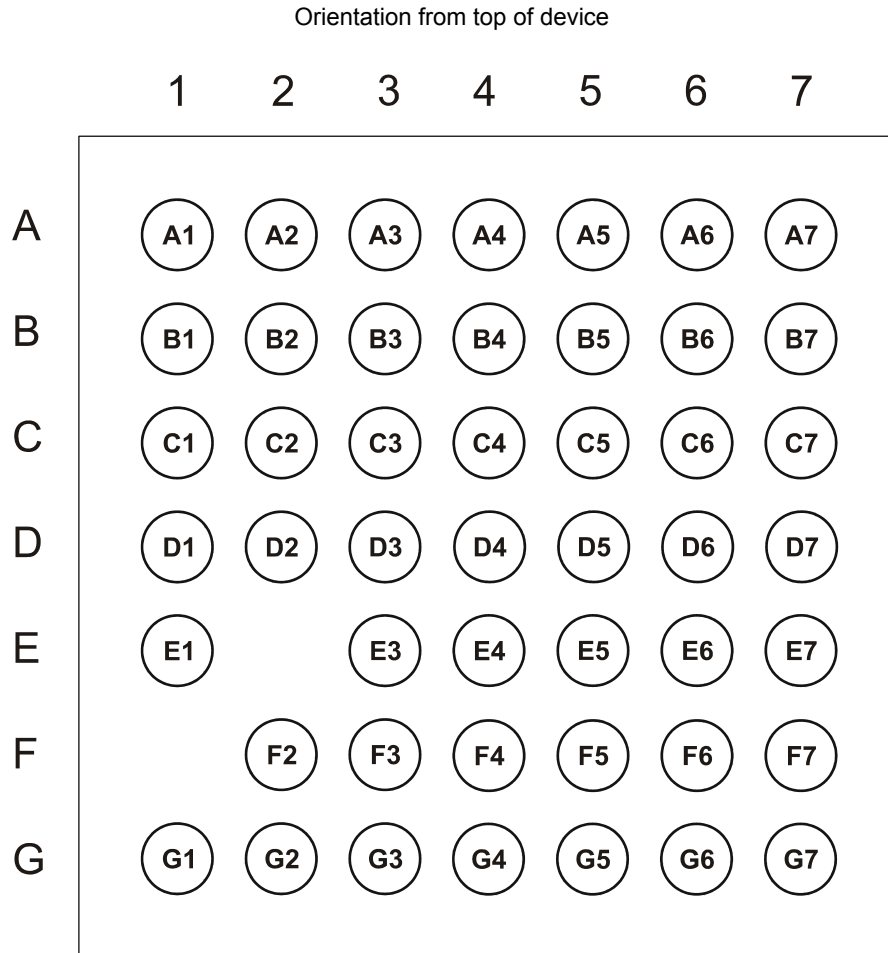 Orientation from top of device
1 2 3 4 5 6 7
A A1 A2 A3 A4 A5 A6 A7
B B1 B2 B3 B4 B5 B6 B7
C C1 C2 C3 C4 C5 C6 C7
D D1 D2 D3 D4 D5 D6 D7
E E1 E3 E4 E5 E6 E7
F F2 F3 F4 F5 F6 F7
G G1 G2 G3 G4 G5 G6 G7